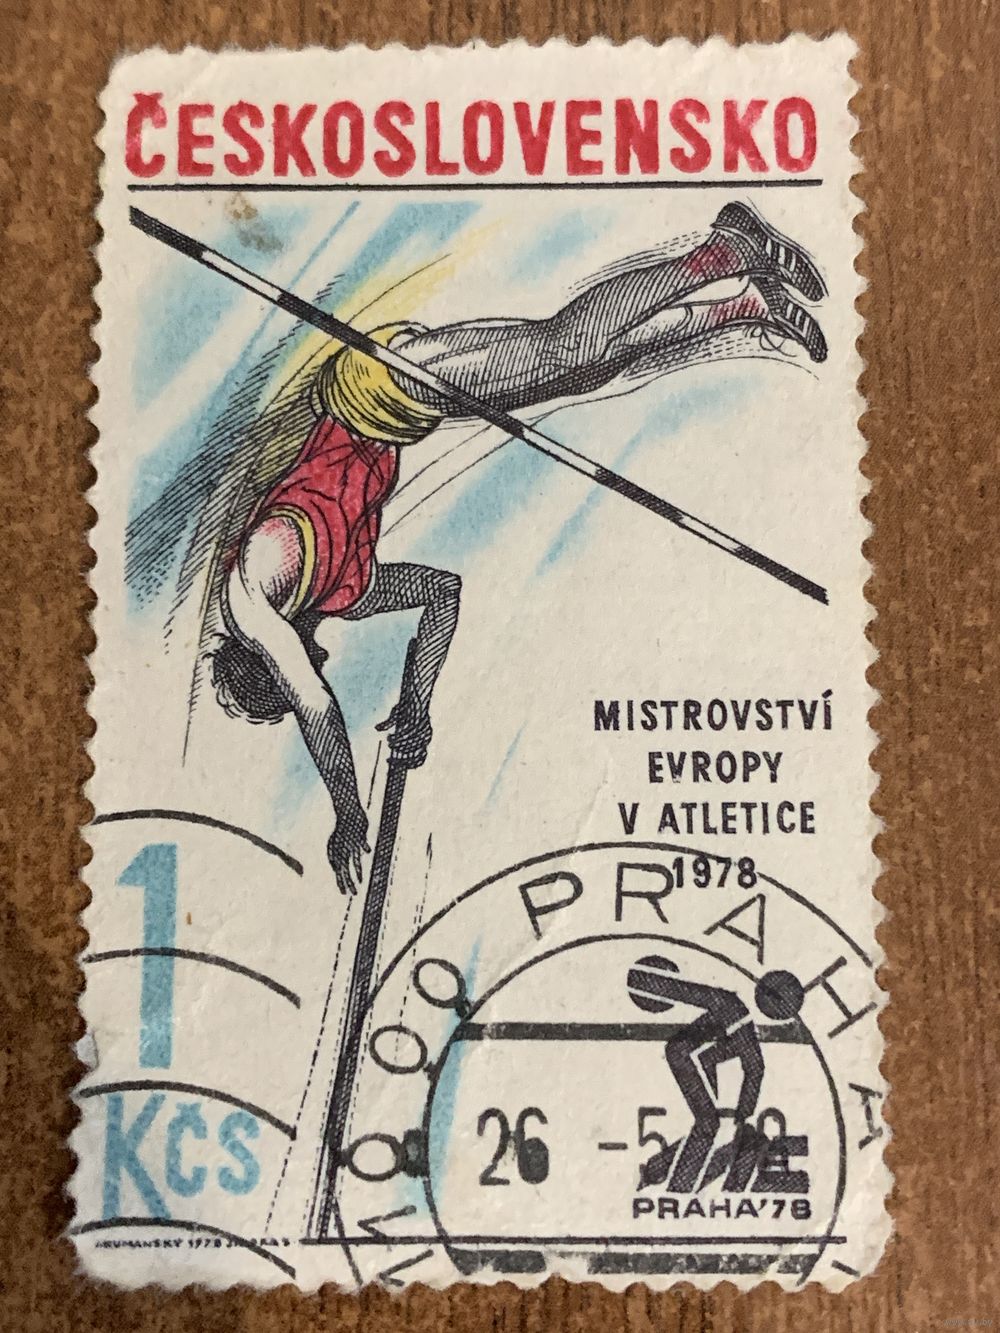 ČESKOSLOVENSKO
MISTROVSTVÍ
EVROPY
V ATLETICE
1978
1
Kčs
PRAHA
26 -5
PRAHA'78